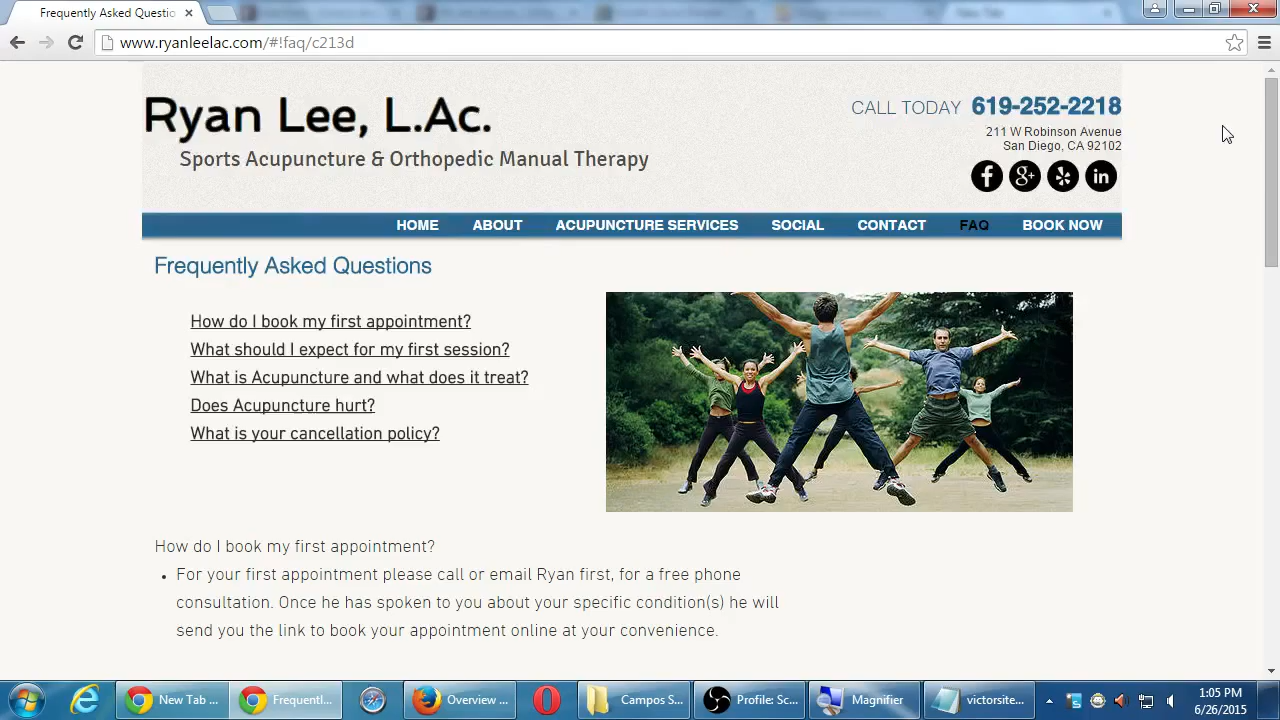 Frequently Asked Questio
New Tab
www.ryanleelac.com/#!faq/c213d
Ryan Lee, L.Ac.
Sports Acupuncture & Orthopedic Manual Therapy
CALL TODAY 619-252-2218
211 W Robinson Avenue
San Diego, CA 92102
f g+ in
HOME ABOUT ACUPUNCTURE SERVICES SOCIAL CONTACT FAQ BOOK NOW
Frequently Asked Questions
How do I book my first appointment?
What should I expect for my first session?
What is Acupuncture and what does it treat?
Does Acupuncture hurt?
What is your cancellation policy?
How do I book my first appointment?
• For your first appointment please call or email Ryan first, for a free phone
consultation. Once he has spoken to you about your specific condition(s) he will
send you the link to book your appointment online at your convenience.
New Tab ... Frequentl... Overview ... Campos S... Profile: Sc... Magnifier victorsite...
1:05 PM
6/26/2015